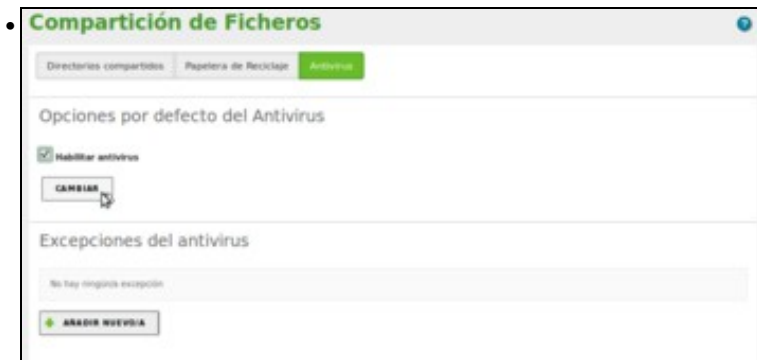 Compartición de Ficheros
Directorios compartidos Papelera de Reciclaje Antivirus
Opciones por defecto del Antivirus
Habilitar antivirus
CAMBIAR
Excepciones del antivirus
No hay ningún/a excepción
AÑADIR NUEVO/A